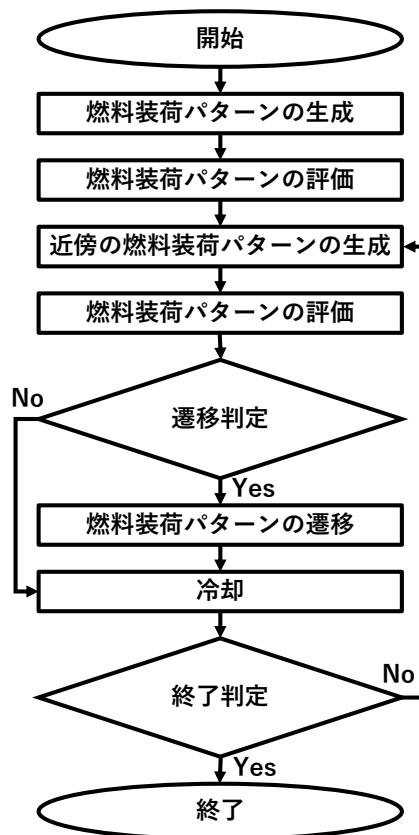 開始
燃料装荷パターンの生成
燃料装荷パターンの評価
近傍の燃料装荷パターンの生成
燃料装荷パターンの評価
No
遷移判定
Yes
燃料装荷パターンの遷移
冷却
No
終了判定
Yes
終了